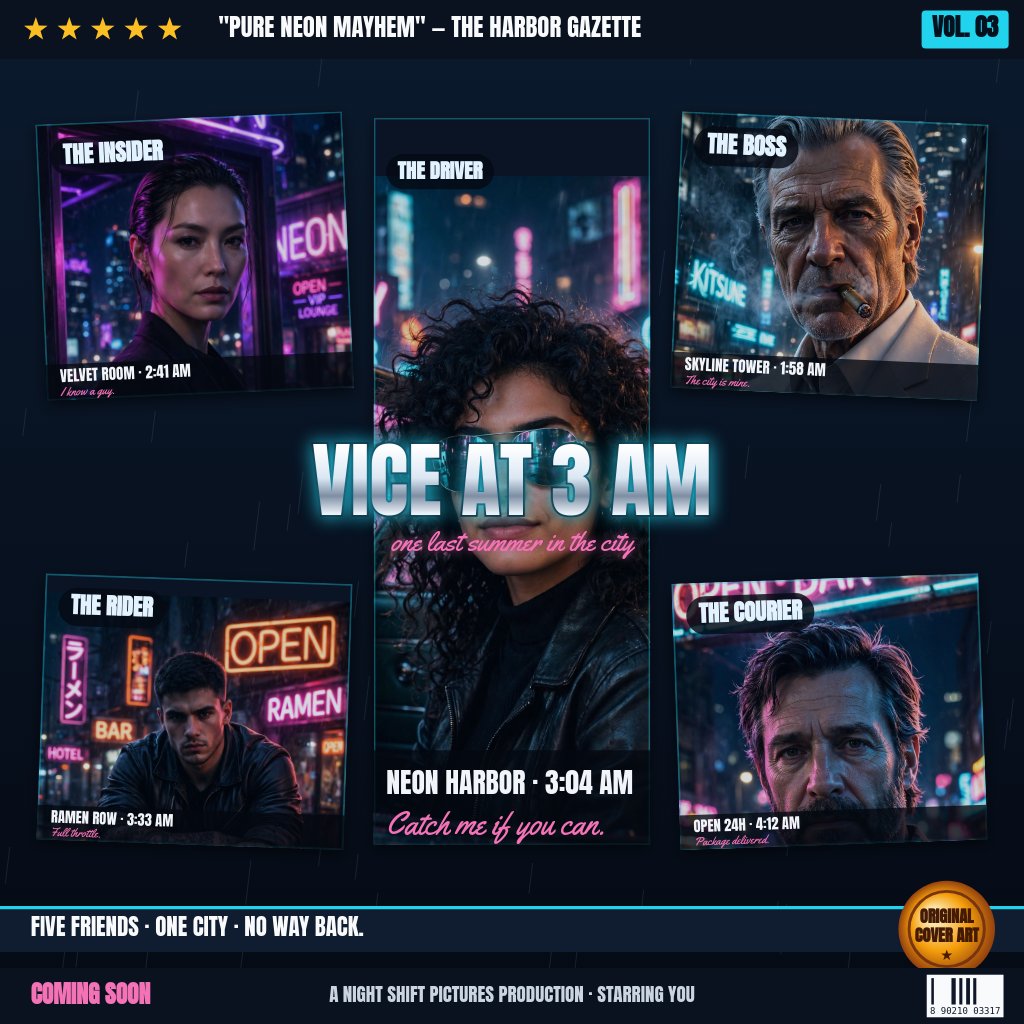 "PURE NEON MAYHEM" – THE HARBOR GAZETTE
VOL. 03
THE INSIDER
NEON
OPEN
VIP
LOUNGE
VELVET ROOM · 2:41 AM
I know a guy.
THE DRIVER
THE BOSS
KITSUNE
SKYLINE TOWER · 1:58 AM
The city is mine.
VICE AT 3 AM
one last summer in the city
NEON HARBOR · 3:04 AM
Catch me if you can.
THE RIDER
ラーメン
OPEN
BAR
RAMEN
HOTEL
OPEN
RAMEN ROW · 3:33 AM
Full throttle.
OPEN · BAR
THE COURIER
OPEN 24H · 4:12 AM
Package delivered.
FIVE FRIENDS · ONE CITY · NO WAY BACK.
ORIGINAL
COVER ART
COMING SOON
A NIGHT SHIFT PICTURES PRODUCTION · STARRING YOU
8 90210 03317